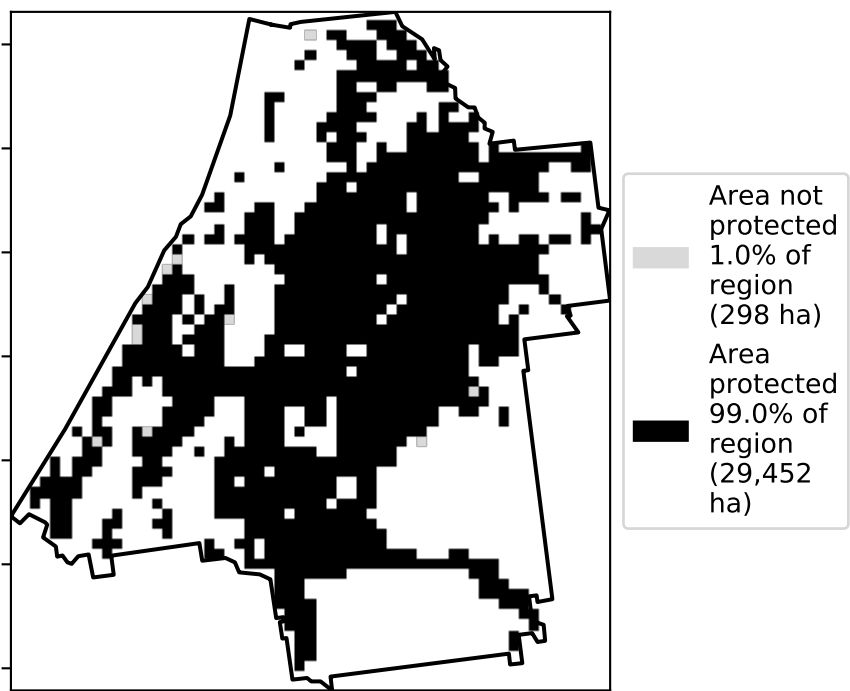 Area not
protected
1.0% of
region
(298 ha)
Area
protected
99.0% of
region
(29,452
ha)